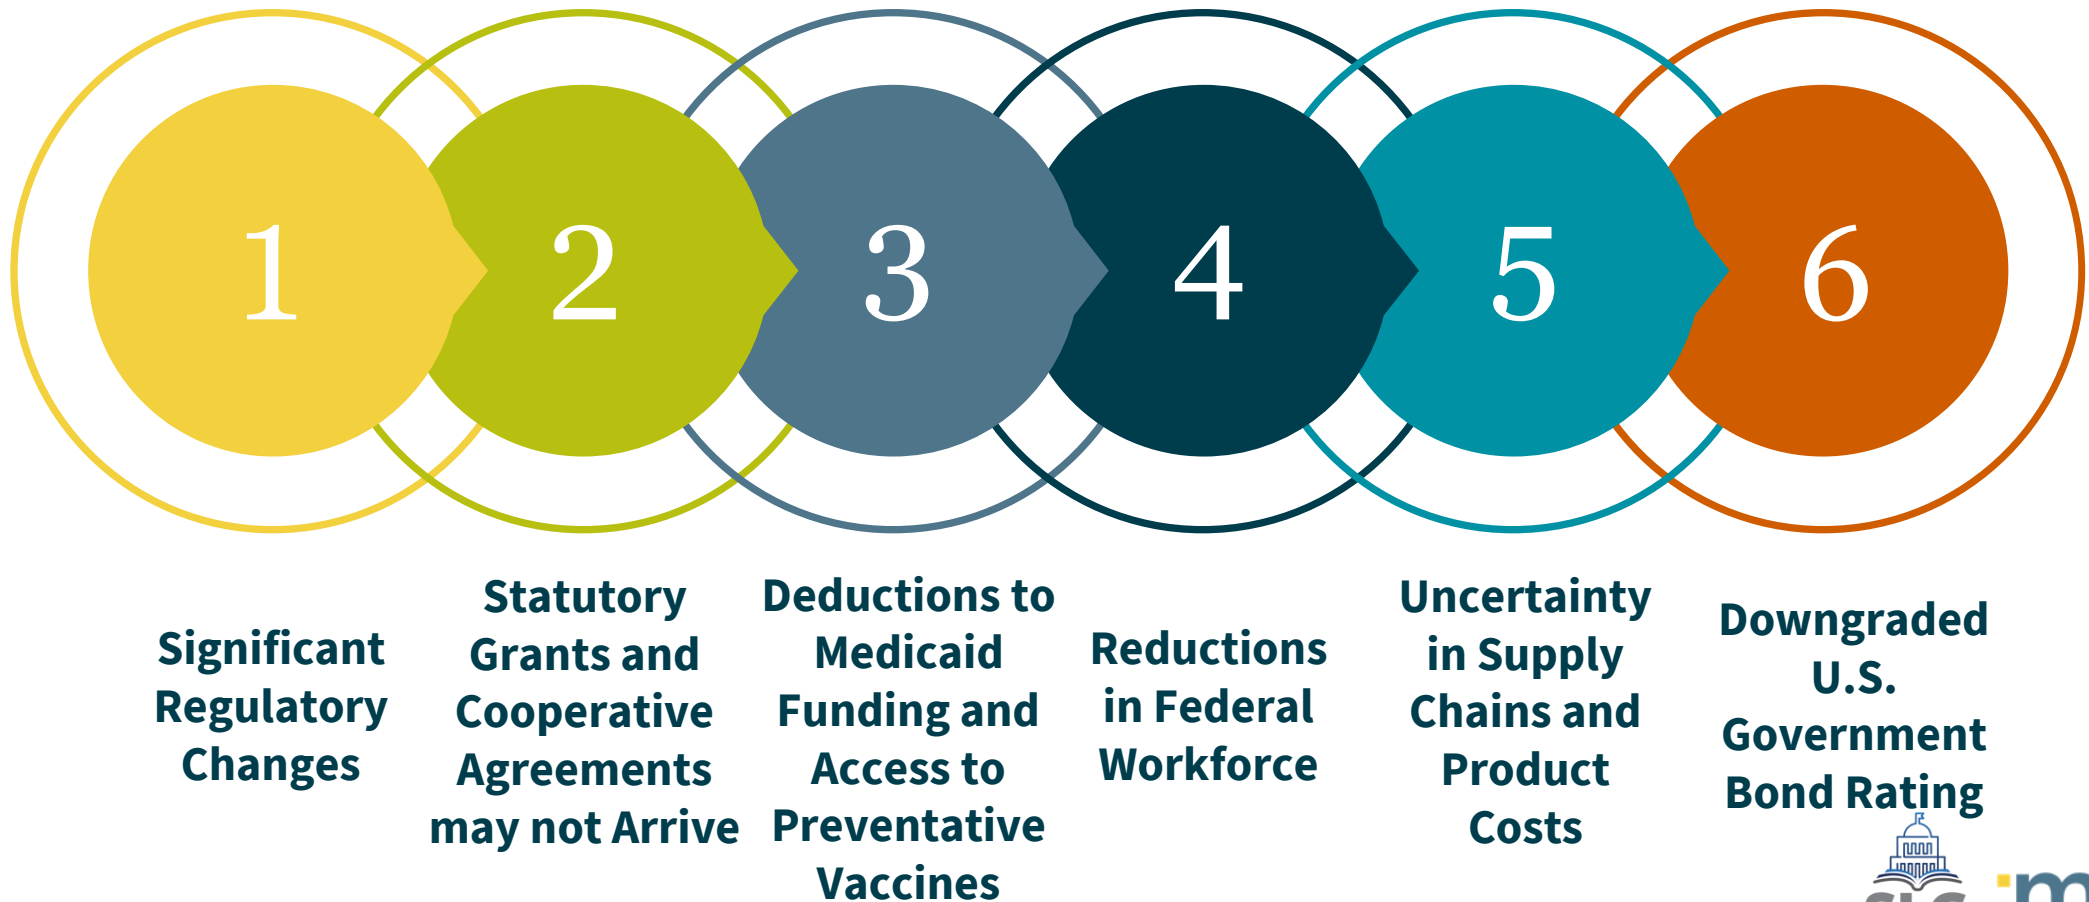 1
2
3
4
5
6
Significant
Regulatory
Changes
Statutory
Grants and
Cooperative
Agreements
may not Arrive
Deductions to
Medicaid
Funding and
Access to
Preventative
Vaccines
Reductions
in Federal
Workforce
Uncertainty
in Supply
Chains and
Product
Costs
Downgraded
U.S.
Government
Bond Rating